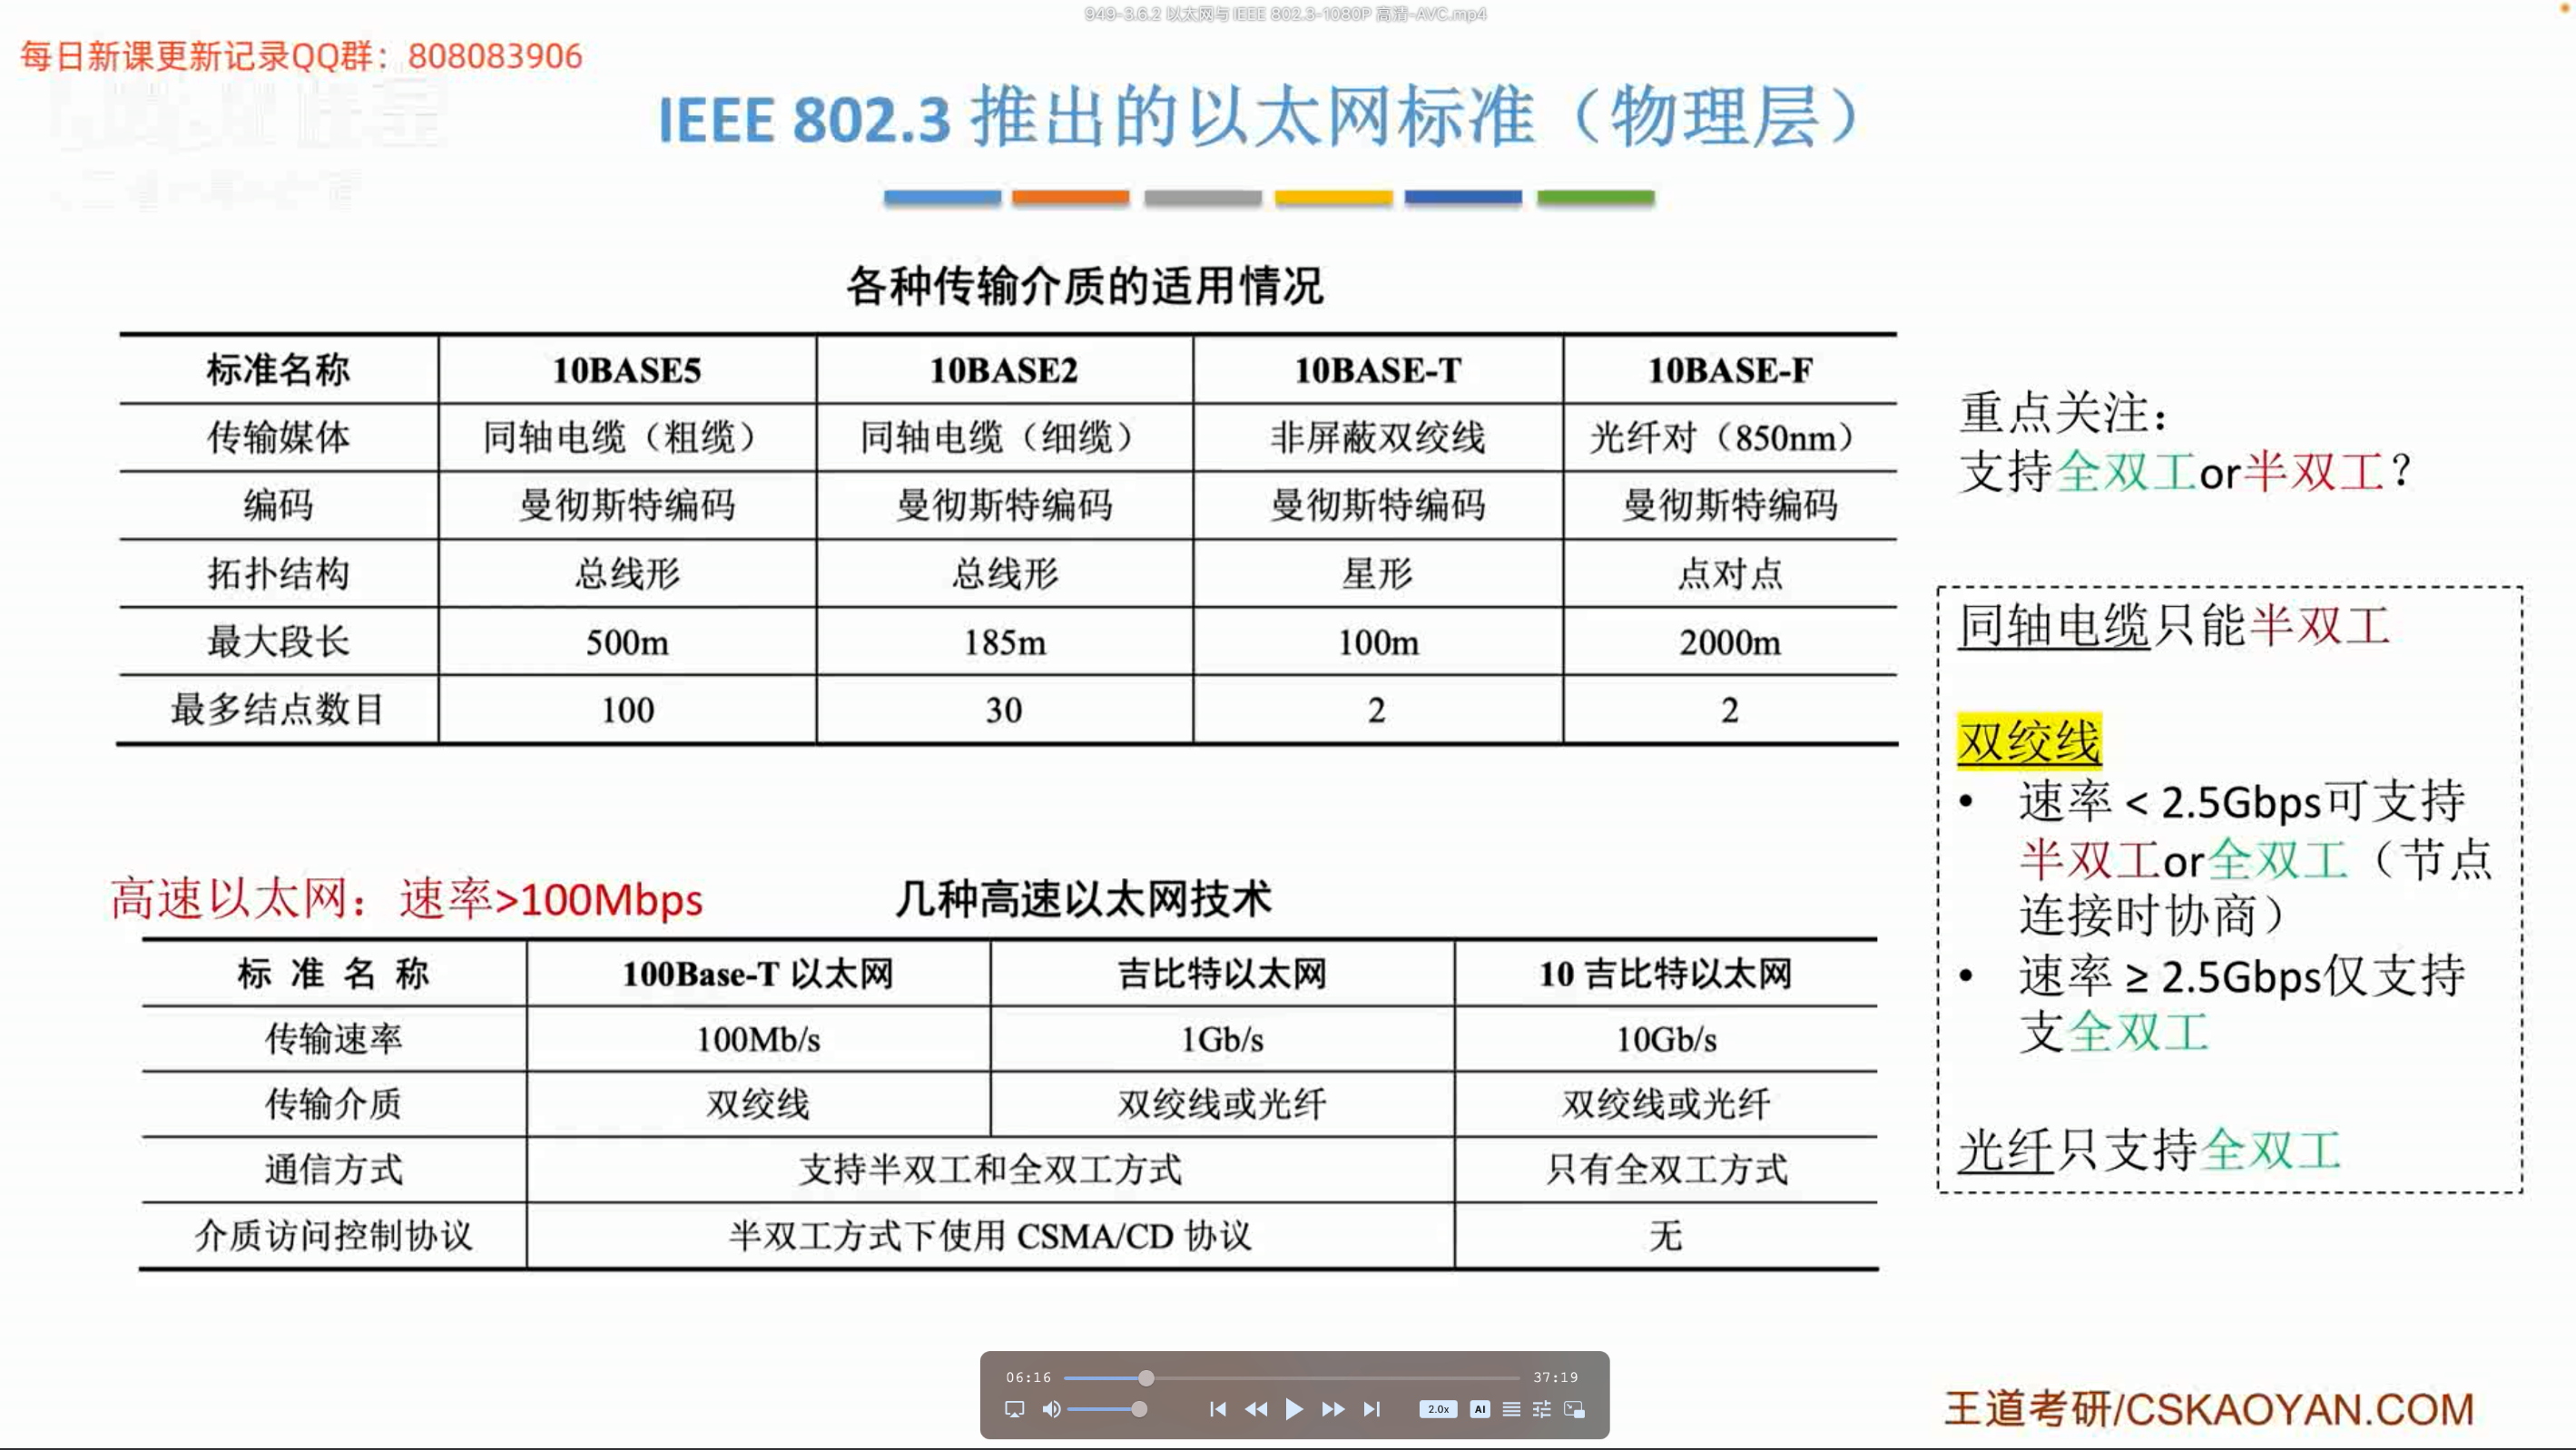 949-3.6.2 以太网与 IEEE 802.3-1080P 高清-AVC.mp4
每日新课更新记录QQ群：808083906
IEEE 802.3 推出的以太网标准（物理层）
各种传输介质的适用情况
标准名称 10BASE5 10BASE2 10BASE-T 10BASE-F
传输媒体 同轴电缆（粗缆） 同轴电缆（细缆） 非屏蔽双绞线 光纤对（850nm）
编码 曼彻斯特编码 曼彻斯特编码 曼彻斯特编码 曼彻斯特编码
拓扑结构 总线形 总线形 星形 点对点
最大段长 500m 185m 100m 2000m
最多结点数目 100 30 2 2
重点关注：
支持全双工or半双工？
同轴电缆只能半双工
双绞线
• 速率 < 2.5Gbps可支持
半双工or全双工（节点
连接时协商）
• 速率 ≥ 2.5Gbps仅支持
支全双工
光纤只支持全双工
高速以太网：速率>100Mbps
几种高速以太网技术
标 准 名 称 100Base-T 以太网 吉比特以太网 10 吉比特以太网
传输速率 100Mb/s 1Gb/s 10Gb/s
传输介质 双绞线 双绞线或光纤 双绞线或光纤
通信方式 支持半双工和全双工方式 只有全双工方式
介质访问控制协议 半双工方式下使用 CSMA/CD 协议 无
06:16 37:19
2.0x AI
王道考研/CSKAOYAN.COM